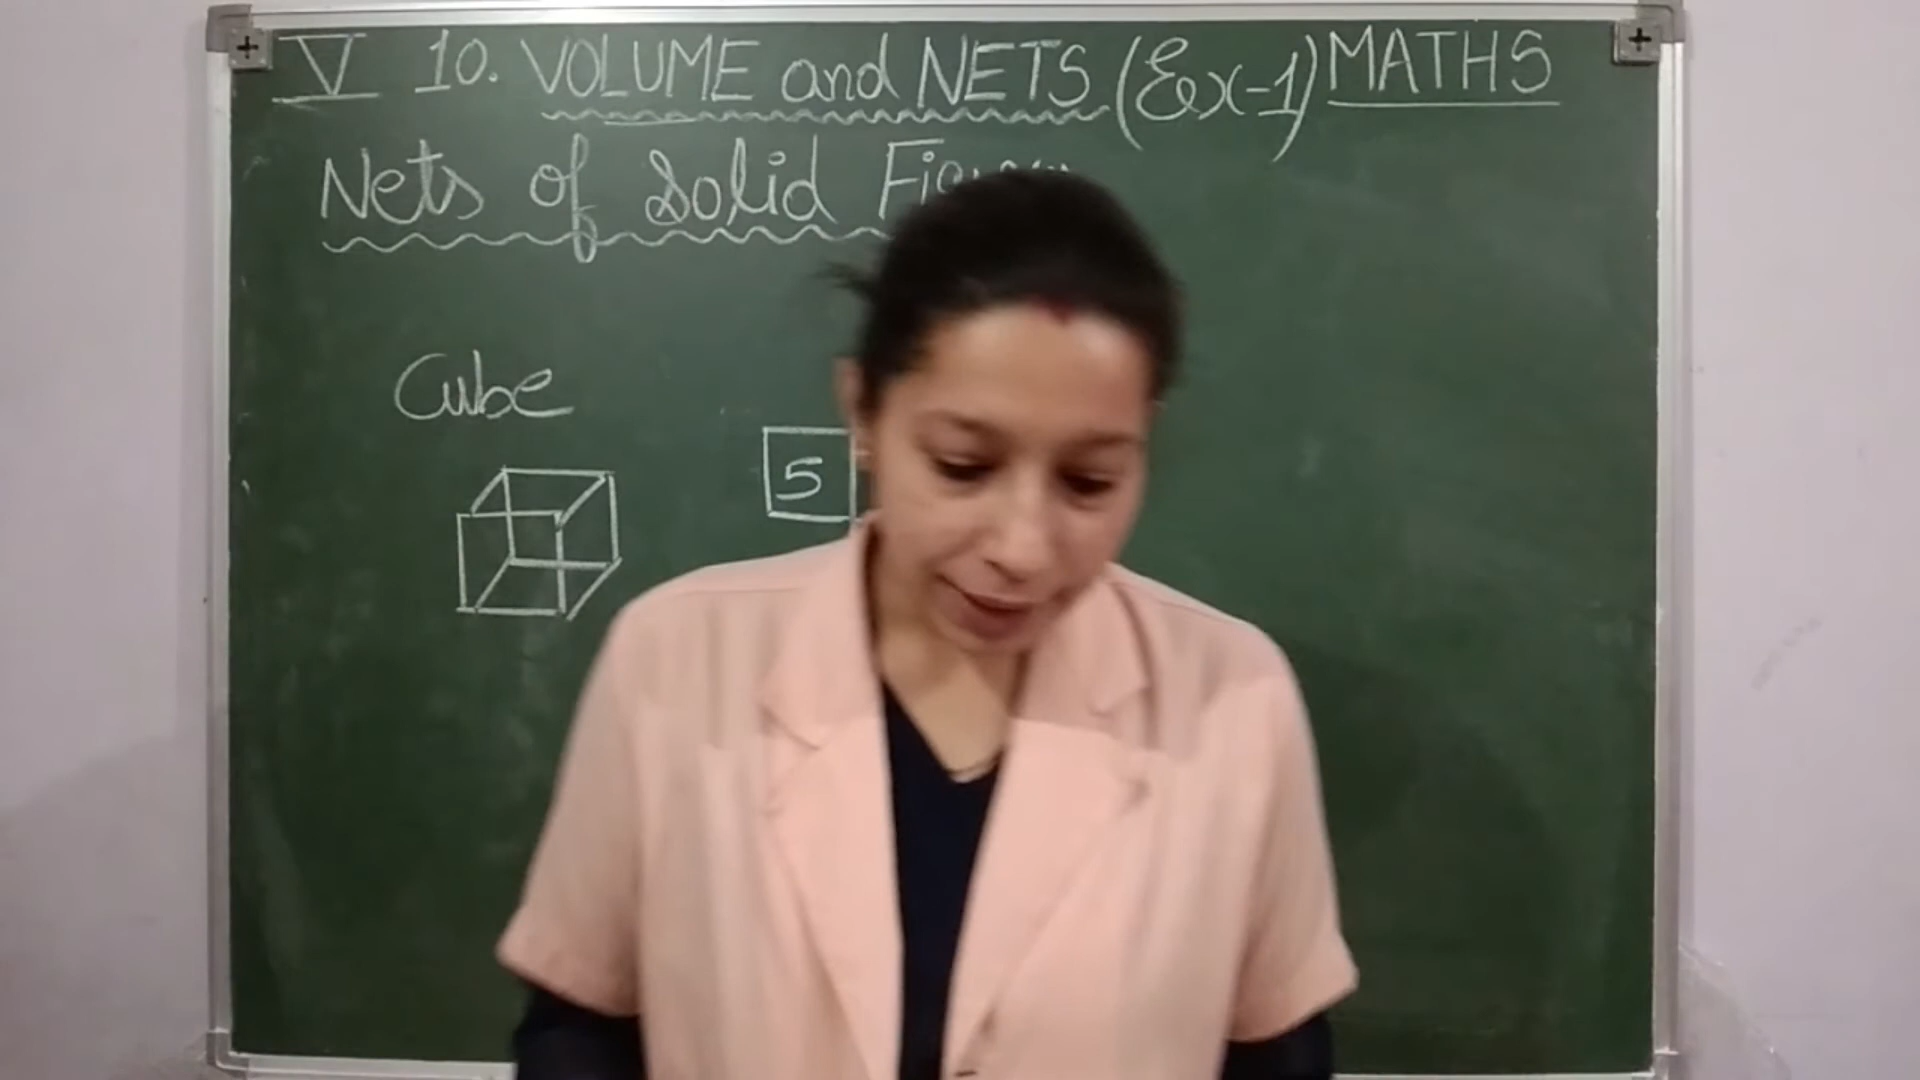 V 10. VOLUME and NETS (Ex-1) MATHS
Nets of Solid
Cube
5